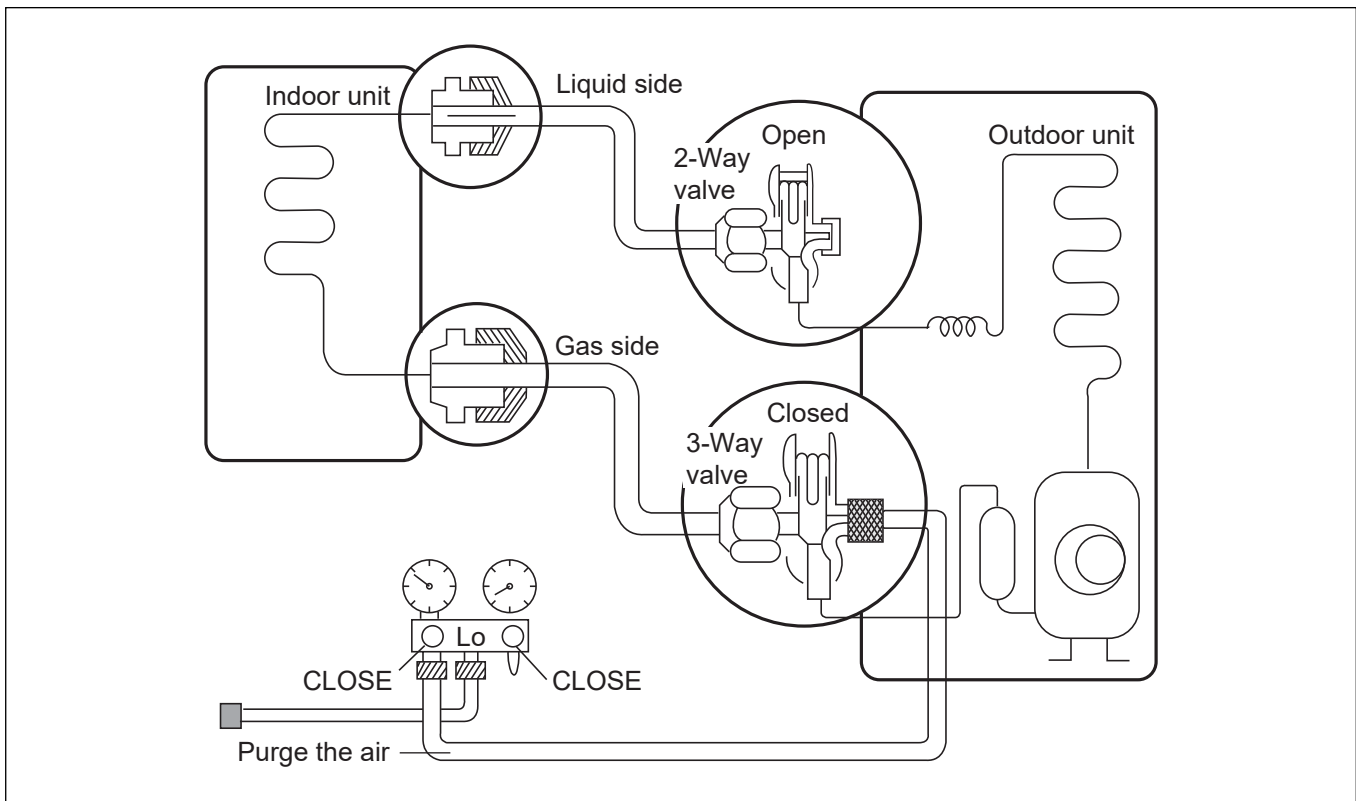 Indoor unit
Liquid side
Open
2-Way
valve
Outdoor unit
Gas side
Closed
3-Way
valve
Lo
CLOSE
CLOSE
Purge the air